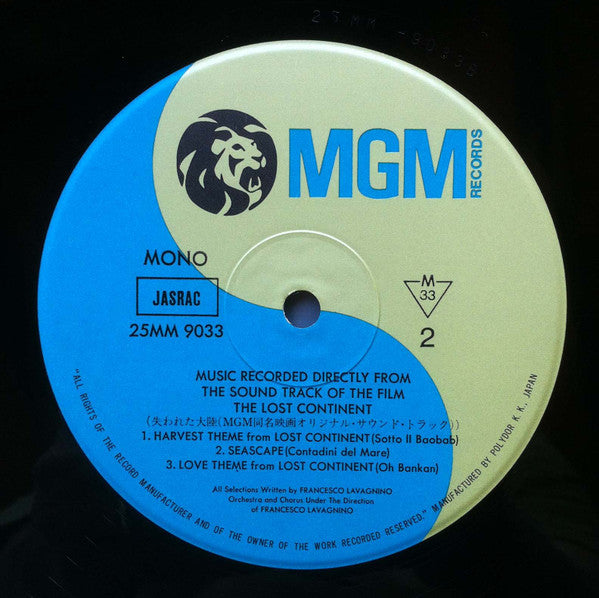 25MM-9033
MGM
RECORDS
MONO
JASRAC
25MM 9033
M
33
2
MUSIC RECORDED DIRECTLY FROM
THE SOUND TRACK OF THE FILM
THE LOST CONTINENT
(失われた大陸(MGM同名映画オリジナル・サウンド・トラック))
1. HARVEST THEME from LOST CONTINENT(Sotto Il Baobab)
2. SEASCAPE(Contadini del Mare)
3. LOVE THEME from LOST CONTINENT(Oh Bankan)
All Selections Written by FRANCESCO LAVAGNINO
Orchestra and Chorus Under The Direction
of FRANCESCO LAVAGNINO
"ALL RIGHTS OF THE RECORD MANUFACTURER AND OF THE OWNER OF THE WORK RECORDED RESERVED." MANUFACTURED BY POLYDOR K. K., JAPAN